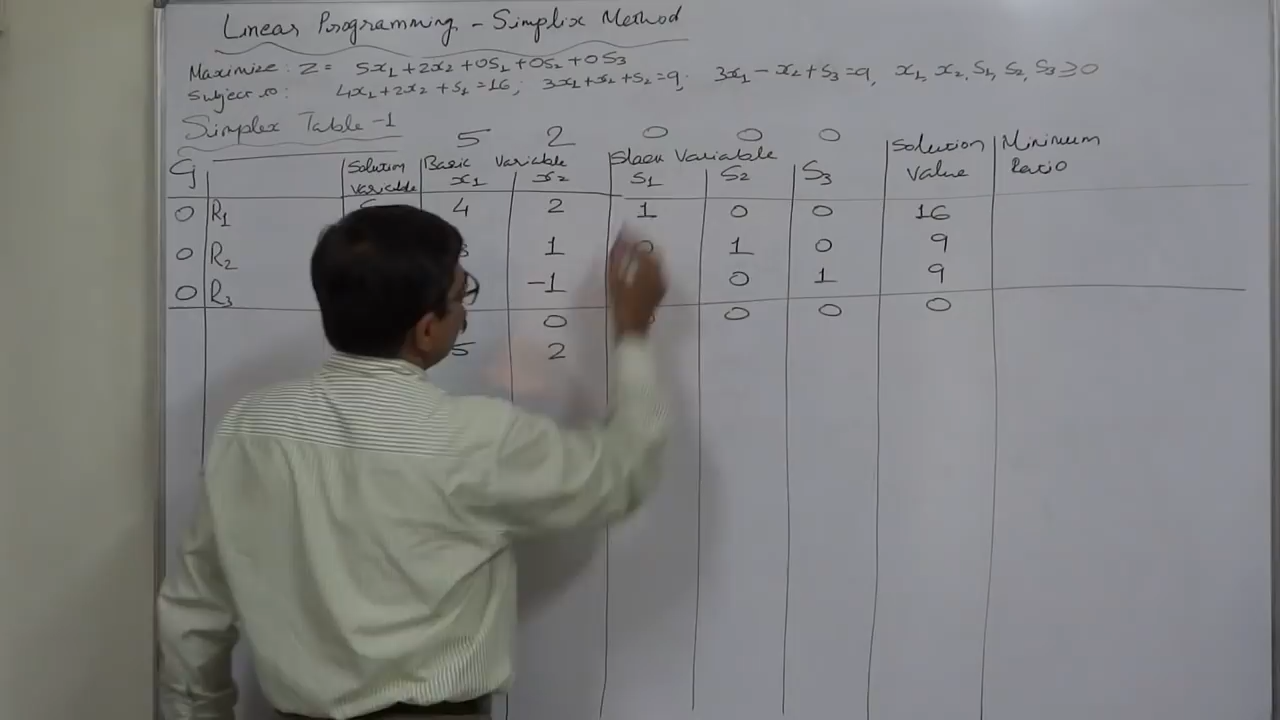 Linear Programming - Simplix Method
Maximize: Z = 5x₁+2x₂+0S₁+0S₂+0S₃
Subject to: 4x₁+2x₂+S₁=16; 3x₁+x₂+S₂=9; 3x₁-x₂+S₃=9, x₁, x₂, S₁, S₂, S₃ ≥0
Simplex Table -1
5 2 0 0 0
Cj Solution Variable Basic Variable Slack Variable Solution Value Minimum Ratio
x₁ x₂ S₁ S₂ S₃
0 R₁ 4 2 1 0 0 16
0 R₂ 1 0 1 0 9
0 R₃ -1 0 1 9
0 0 0 0
5 2